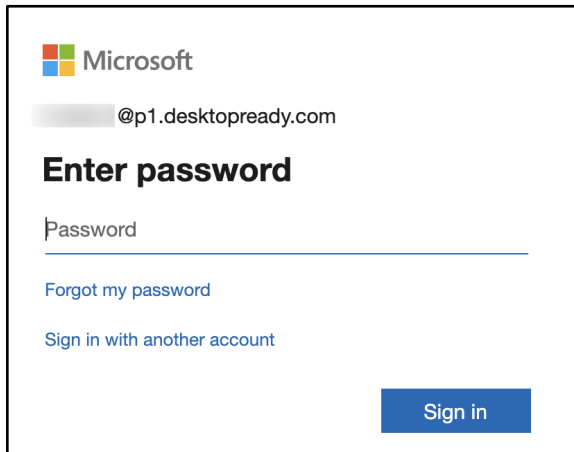 Microsoft
@p1.desktopready.com
Enter password
Password
Forgot my password
Sign in with another account
Sign in